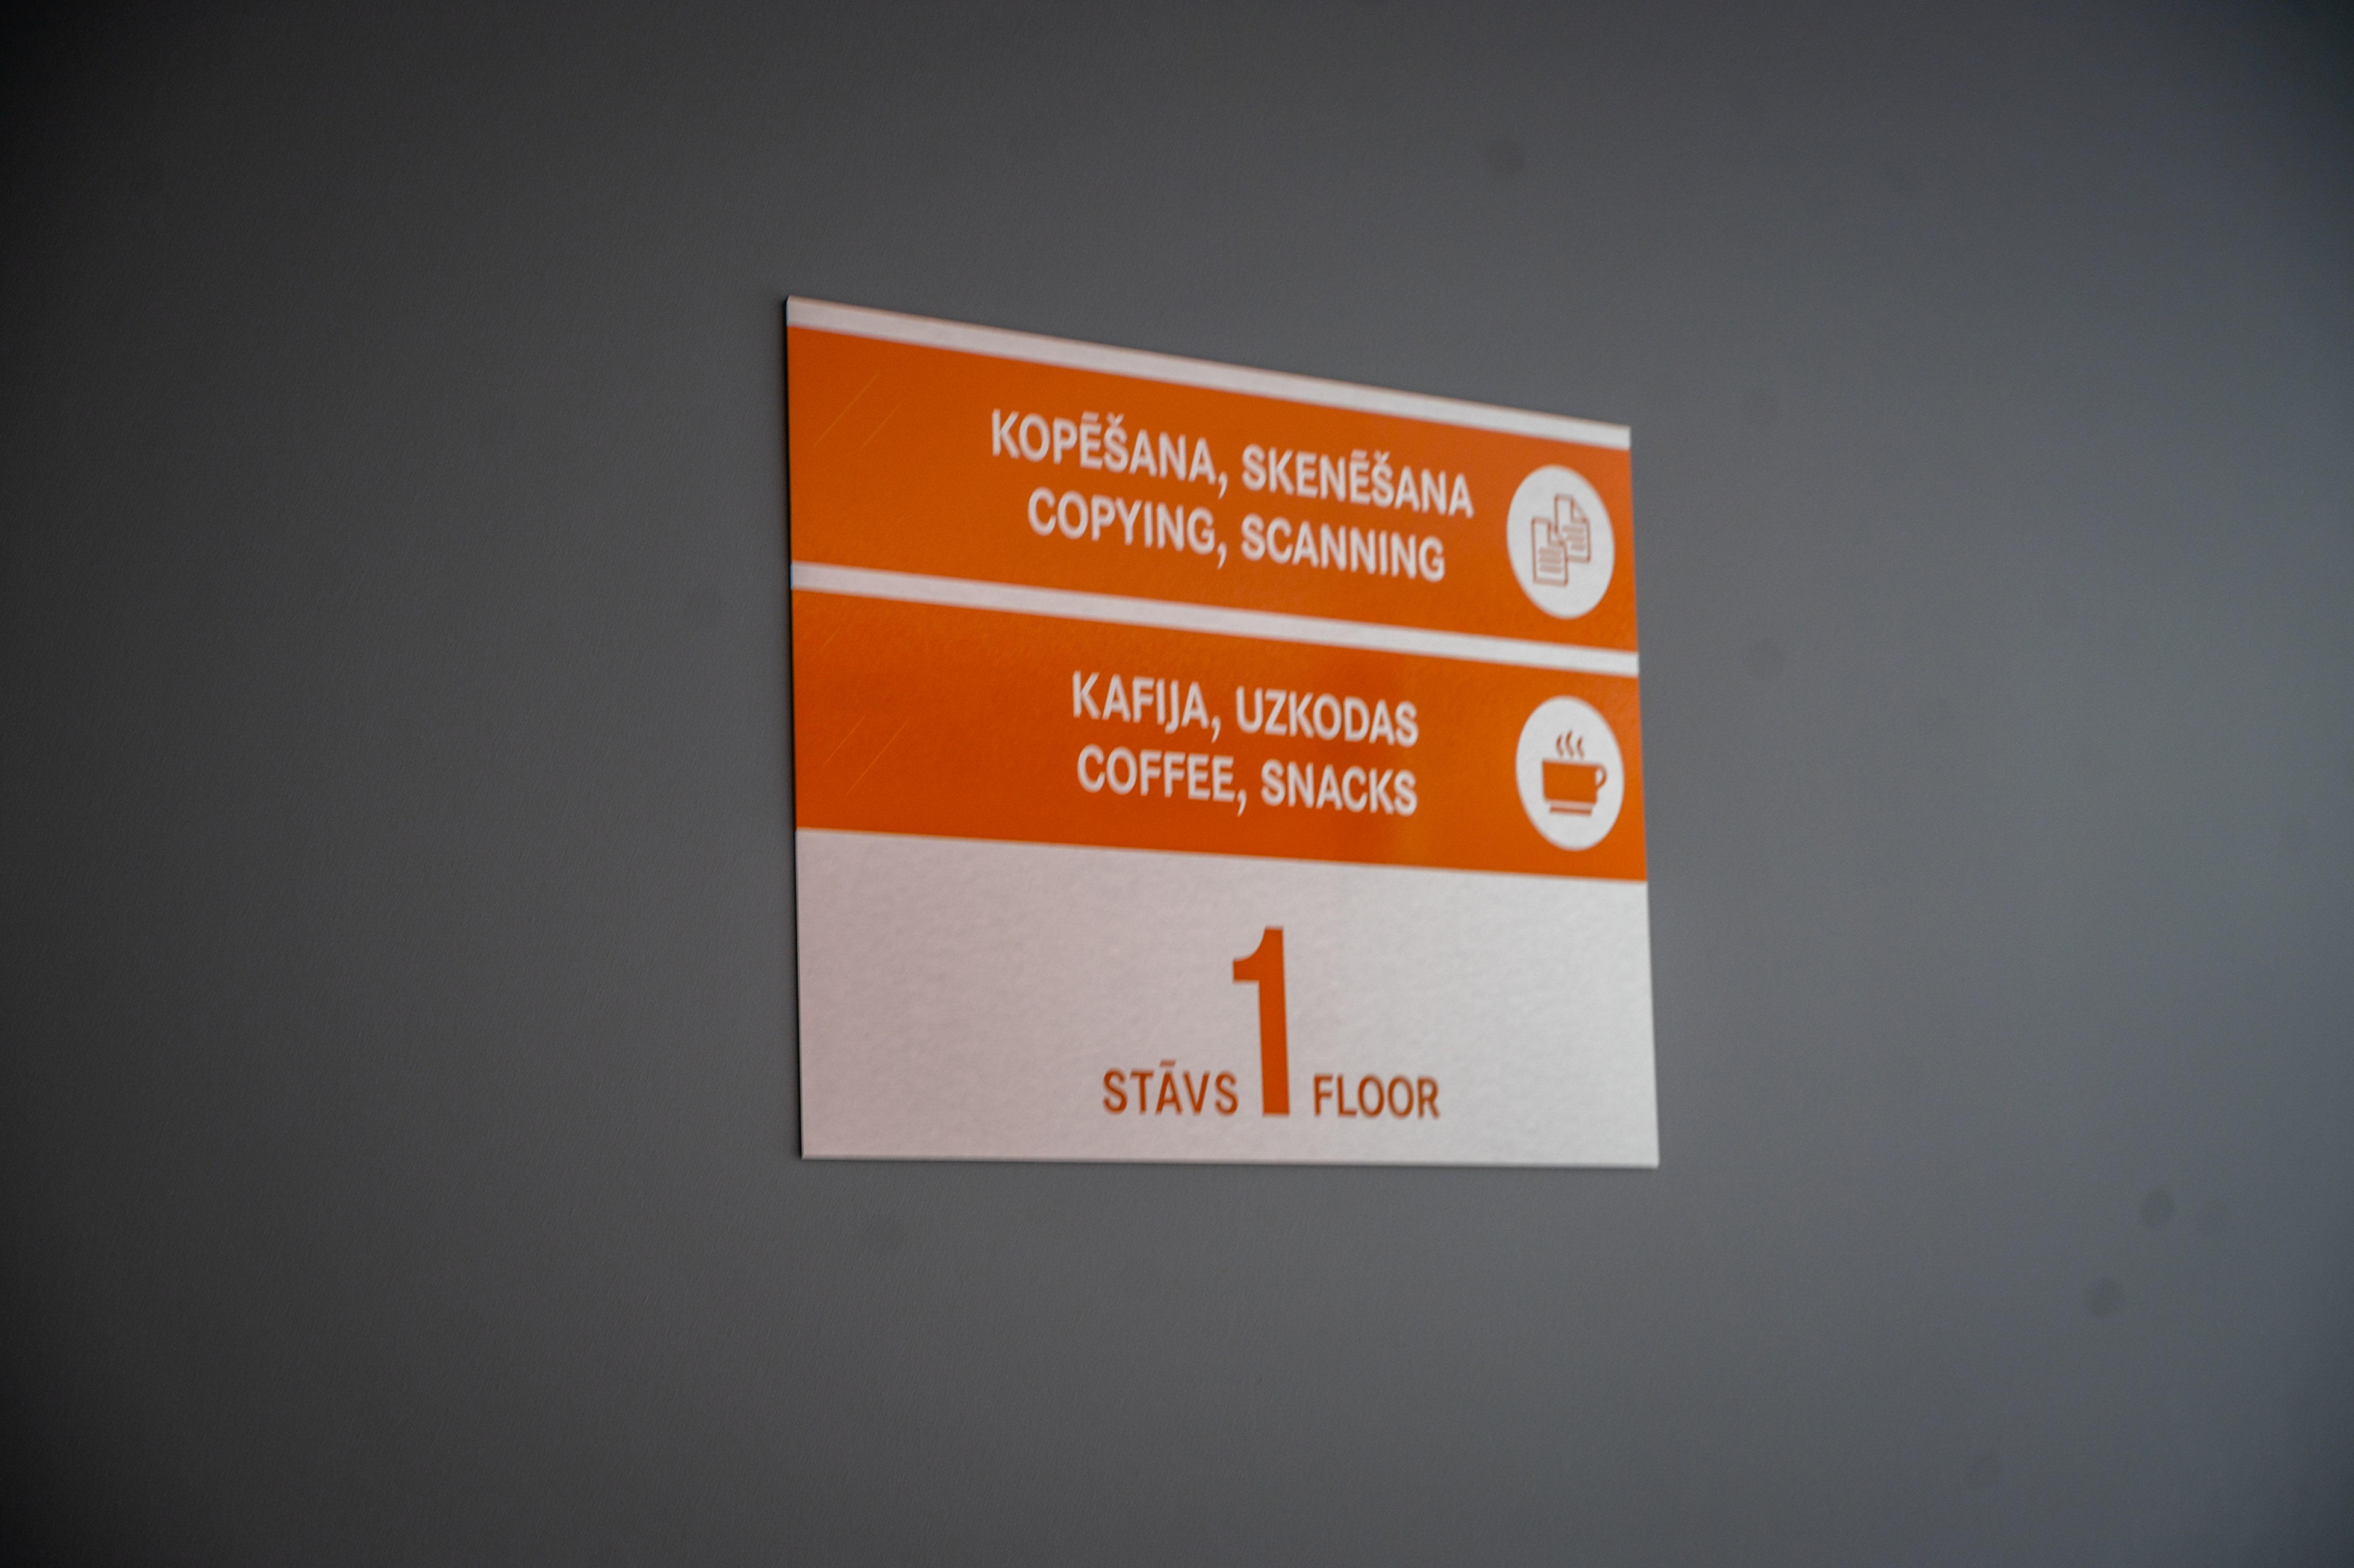 KOPĒŠANA, SKENĒŠANA
COPYING, SCANNING
KAFIJA, UZKODAS
COFFEE, SNACKS
STĀVS 1 FLOOR